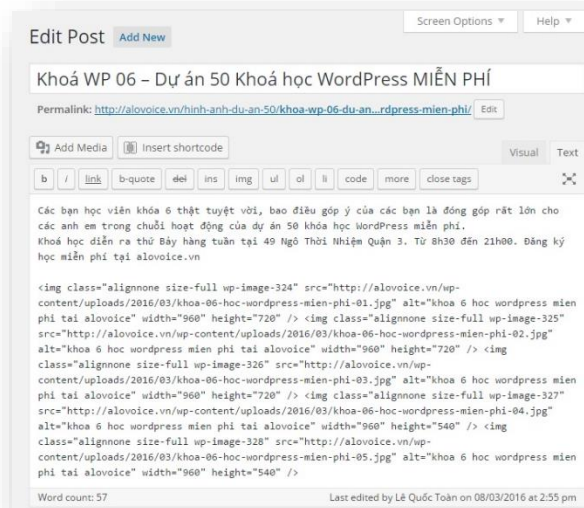 Screen Options ▼ Help ▼
Edit Post Add New
Khoá WP 06 – Dự án 50 Khoá học WordPress MIỄN PHÍ
Permalink: http://alovoice.vn/hinh-anh-du-an-50/khoa-wp-06-du-an...rdpress-mien-phi/ Edit
Add Media Insert shortcode
Visual Text
b i link b-quote del ins img ul ol li code more close tags
Các bạn học viên khóa 6 thật tuyệt vời, bao điều góp ý của các bạn là đóng góp rất lớn cho
các anh em trong chuỗi hoạt động của dự án 50 khóa học WordPress miễn phí.
Khoá học diễn ra thứ Bảy hàng tuần tại 49 Ngô Thời Nhiệm Quận 3. Từ 8h30 đến 21h00. Đăng ký
học miễn phí tại alovoice.vn
<img class="alignnone size-full wp-image-324" src="http://alovoice.vn/wp-
content/uploads/2016/03/khoa-06-hoc-wordpress-mien-phi-01.jpg" alt="khoa 6 hoc wordpress mien
phi tai alovoice" width="960" height="720" /> <img class="alignnone size-full wp-image-325"
src="http://alovoice.vn/wp-content/uploads/2016/03/khoa-06-hoc-wordpress-mien-phi-02.jpg"
alt="khoa 6 hoc wordpress mien phi tai alovoice" width="960" height="720" /> <img
class="alignnone size-full wp-image-326" src="http://alovoice.vn/wp-
content/uploads/2016/03/khoa-06-hoc-wordpress-mien-phi-03.jpg" alt="khoa 6 hoc wordpress mien
phi tai alovoice" width="960" height="720" /> <img class="alignnone size-full wp-image-327"
src="http://alovoice.vn/wp-content/uploads/2016/03/khoa-06-hoc-wordpress-mien-phi-04.jpg"
alt="khoa 6 hoc wordpress mien phi tai alovoice" width="960" height="540" /> <img
class="alignnone size-full wp-image-328" src="http://alovoice.vn/wp-
content/uploads/2016/03/khoa-06-hoc-wordpress-mien-phi-05.jpg" alt="khoa 6 hoc wordpress mien
phi tai alovoice" width="960" height="540" />
Word count: 57 Last edited by Lê Quốc Toàn on 08/03/2016 at 2:55 pm